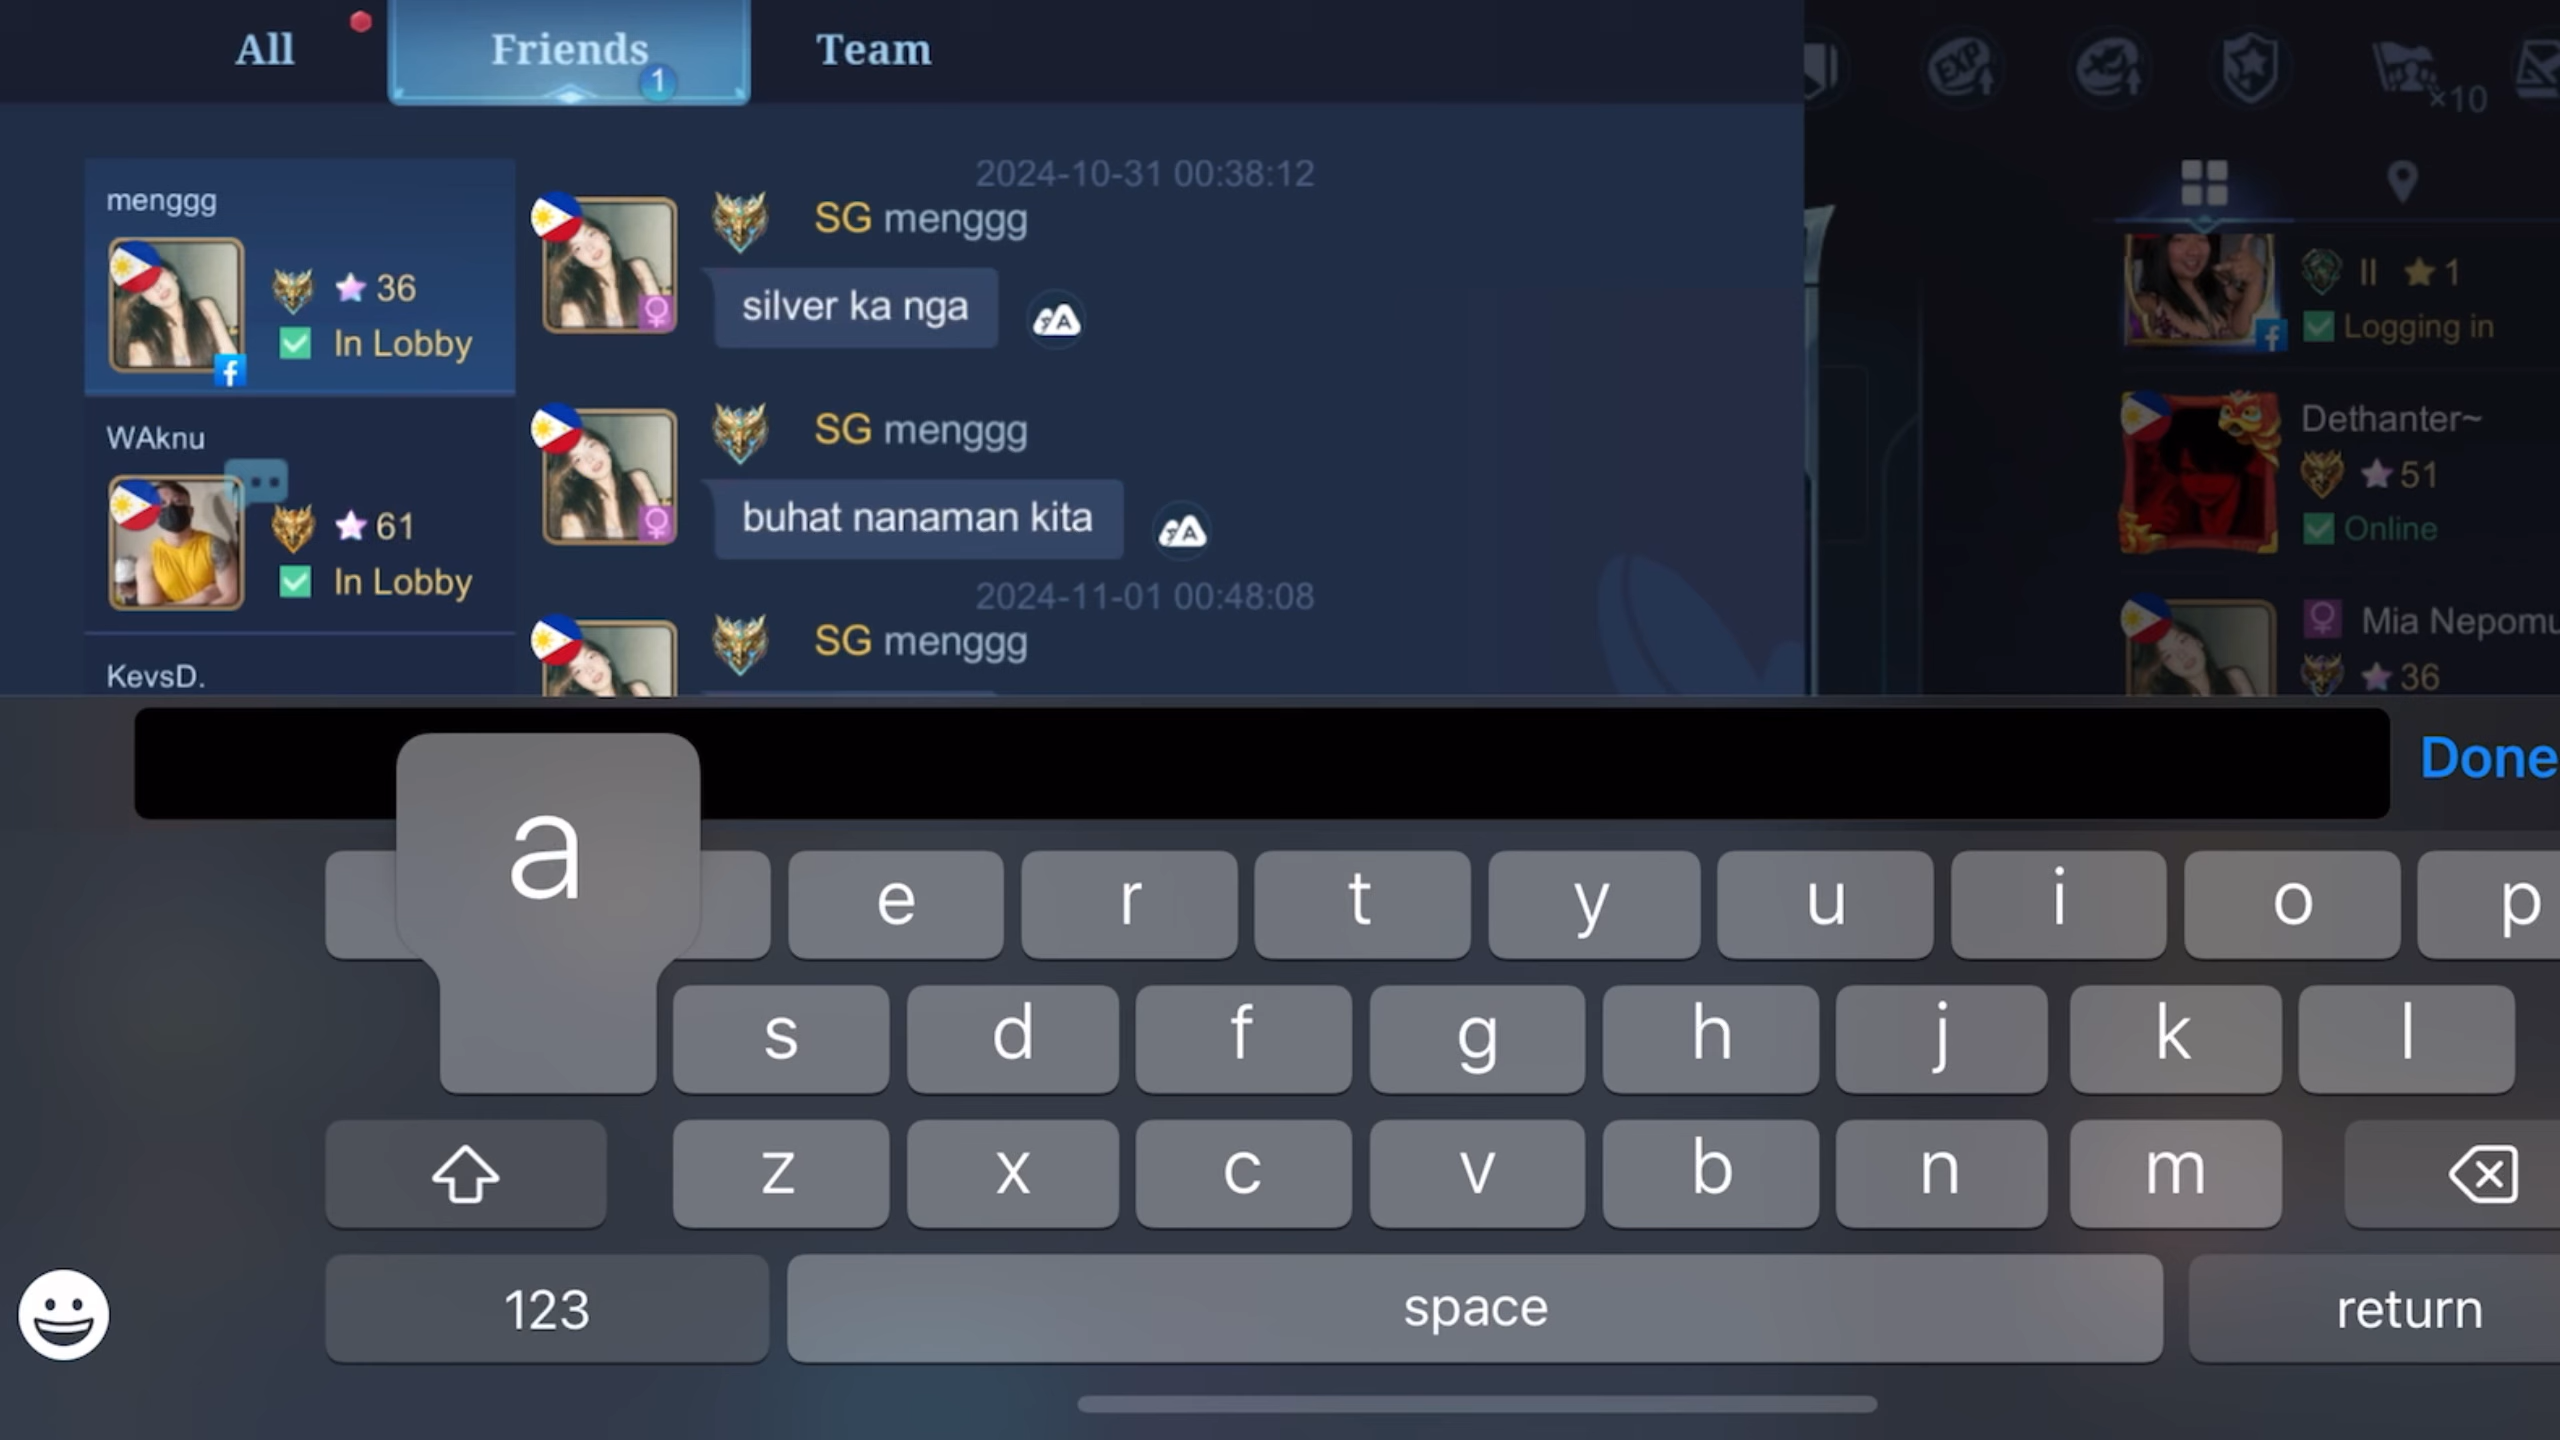 All
Friends
1
Team
EXP
×10
menggg
36
In Lobby
WAknu
61
In Lobby
KevsD.
2024-10-31 00:38:12
SG menggg
silver ka nga
SG menggg
buhat nanaman kita
2024-11-01 00:48:08
SG menggg
II 1
Logging in
Dethanter~
51
Online
Mia Nepomu
36
Done
a
e r t y u i o p
s d f g h j k l
z x c v b n m
123 space return